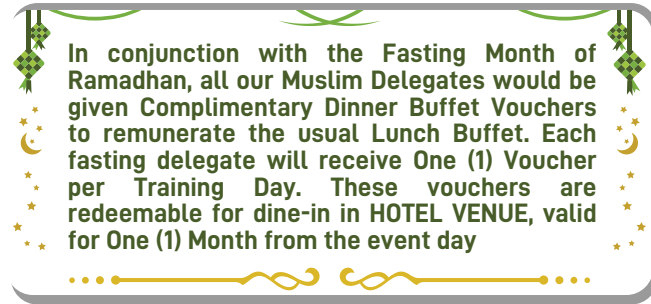 In conjunction with the Fasting Month of
Ramadhan, all our Muslim Delegates would be
given Complimentary Dinner Buffet Vouchers
to remunerate the usual Lunch Buffet. Each
fasting delegate will receive One (1) Voucher
per Training Day. These vouchers are
redeemable for dine-in in HOTEL VENUE, valid
for One (1) Month from the event day